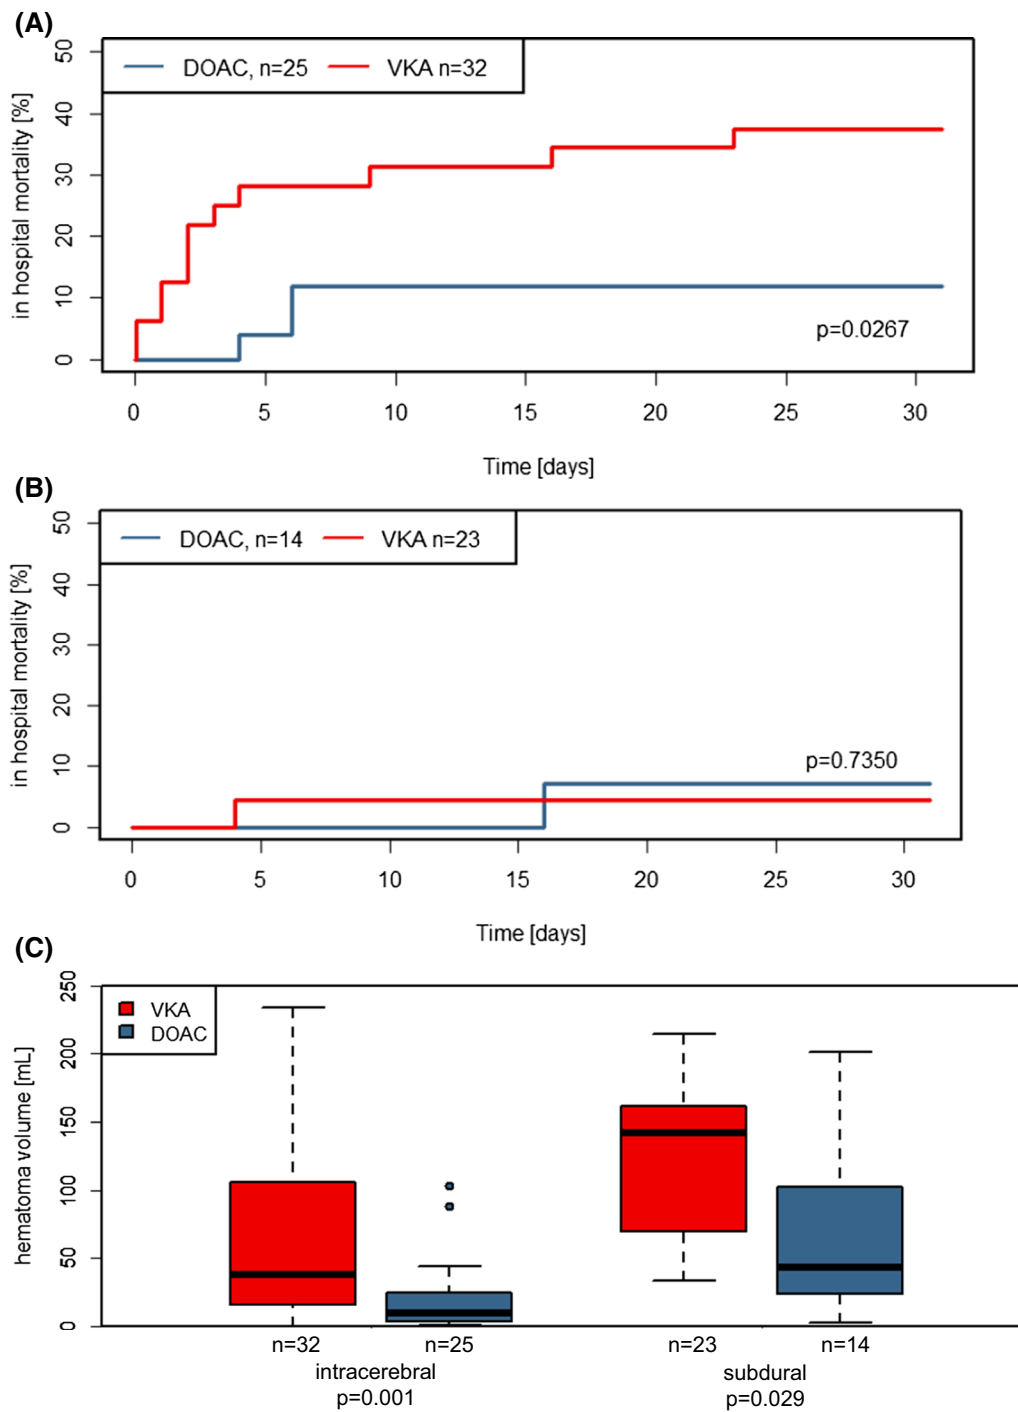 (A)
DOAC, n=25 VKA n=32
in hospital mortality [%]
50
40
30
20
10
0
p=0.0267
0 5 10 15 20 25 30
Time [days]
(B)
DOAC, n=14 VKA n=23
in hospital mortality [%]
50
40
30
20
10
0
p=0.7350
0 5 10 15 20 25 30
Time [days]
(C)
VKA
DOAC
hematoma volume [mL]
250
200
150
100
50
0
n=32 n=25 n=23 n=14
intracerebral subdural
p=0.001 p=0.029